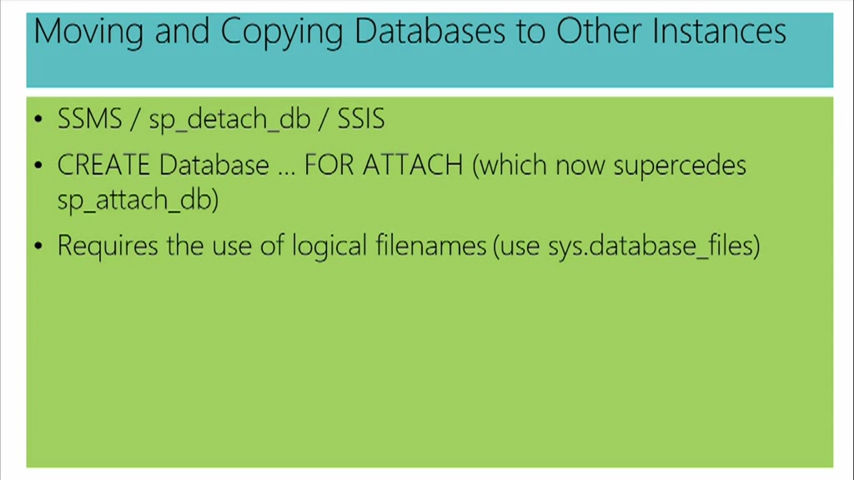 Moving and Copying Databases to Other Instances
• SSMS / sp_detach_db / SSIS
• CREATE Database ... FOR ATTACH (which now supercedes
sp_attach_db)
• Requires the use of logical filenames (use sys.database_files)